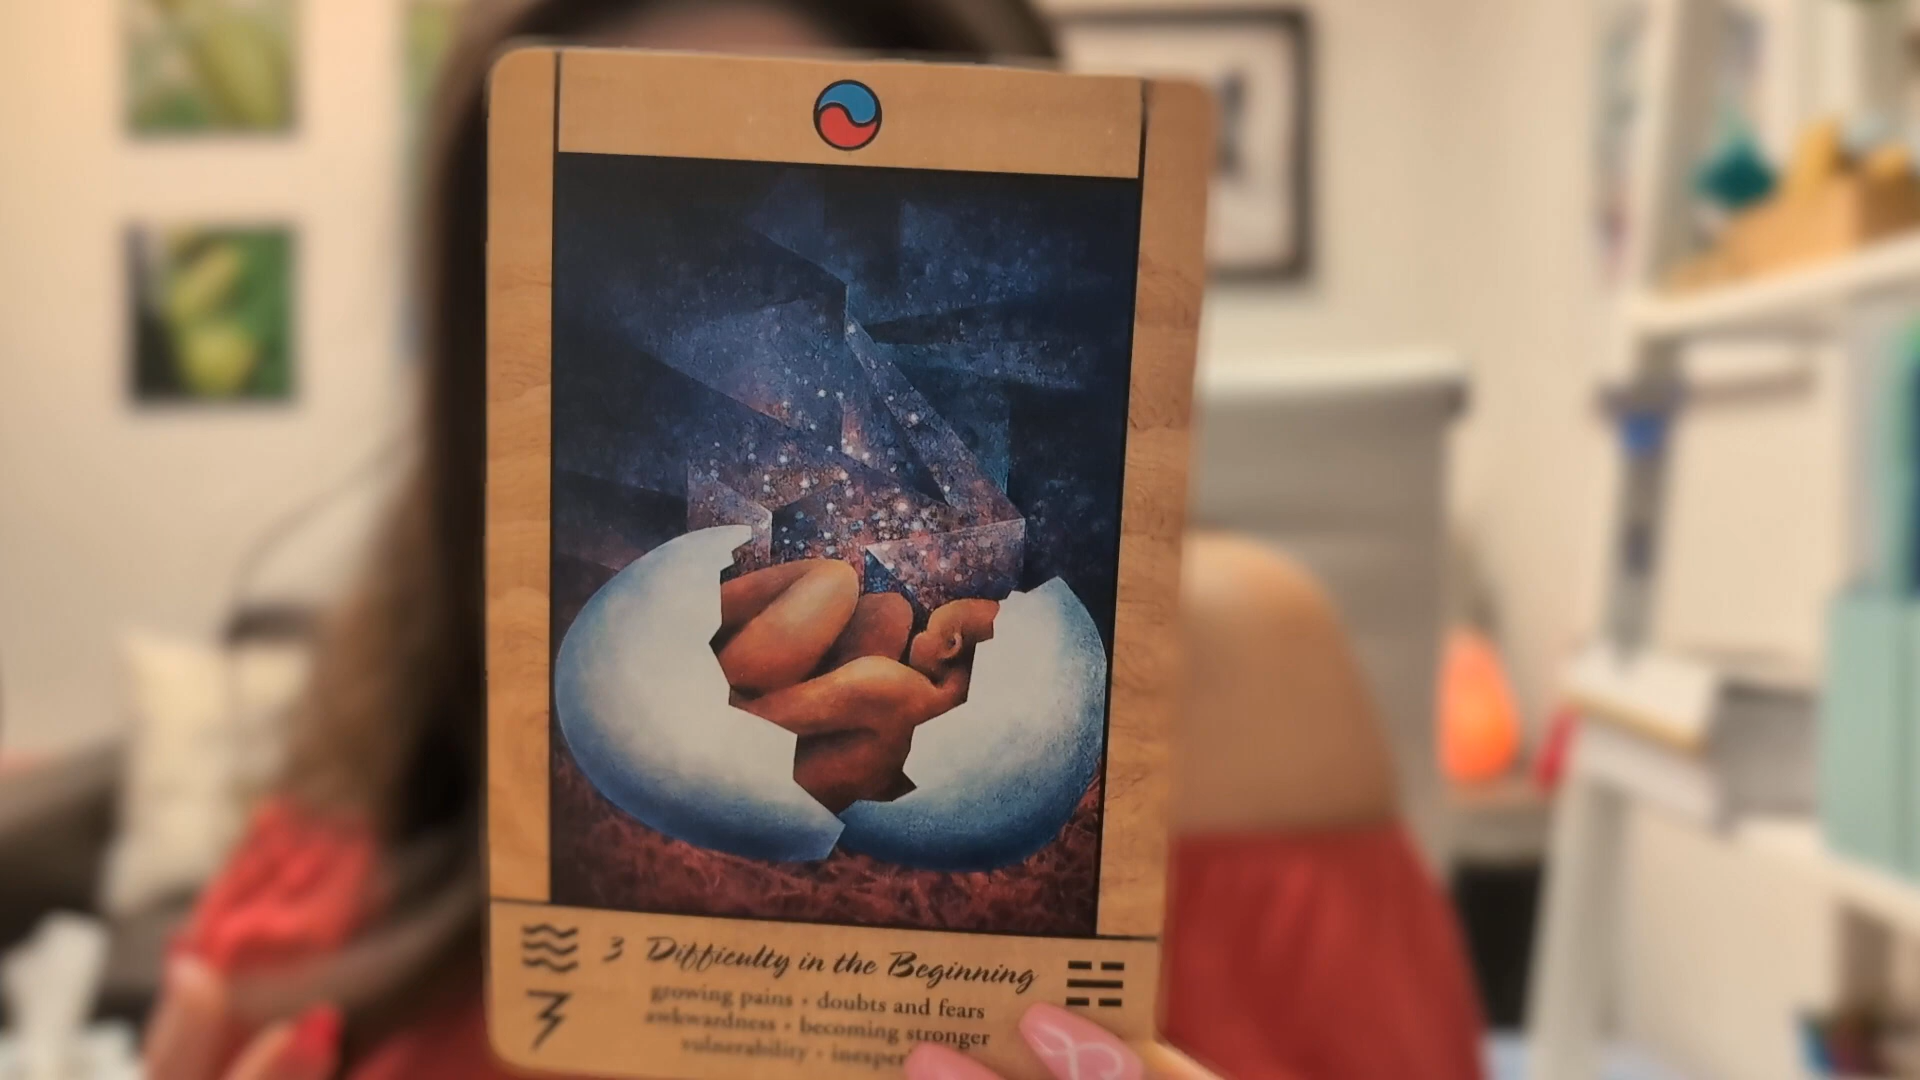 3 Difficulty in the Beginning
growing pains • doubts and fears
awkwardness • becoming stronger
vulnerability •